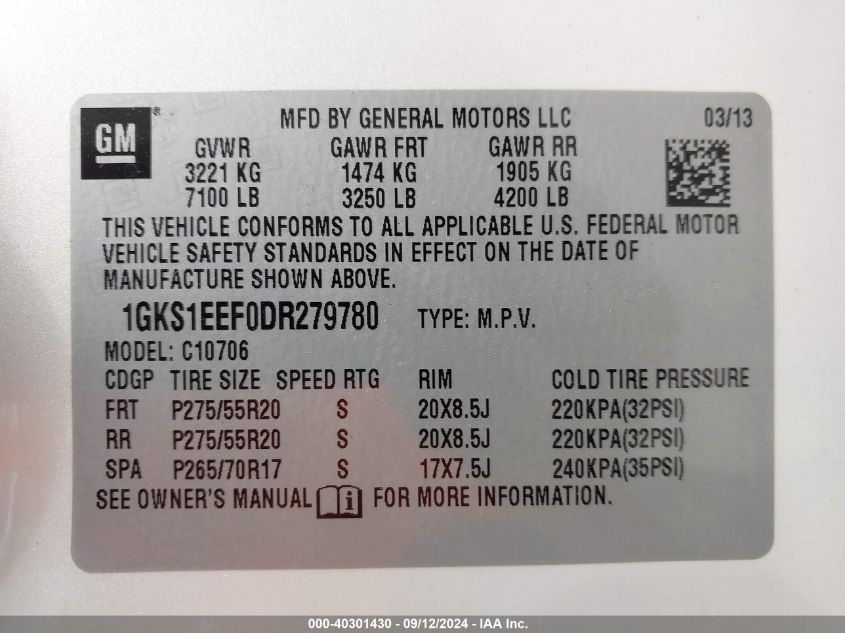 GM ® MFD BY GENERAL MOTORS LLC 03/13
GVWR GAWR FRT GAWR RR
3221 KG 1474 KG 1905 KG
7100 LB 3250 LB 4200 LB
THIS VEHICLE CONFORMS TO ALL APPLICABLE U.S. FEDERAL MOTOR
VEHICLE SAFETY STANDARDS IN EFFECT ON THE DATE OF
MANUFACTURE SHOWN ABOVE.
1GKS1EEF0DR279780 TYPE: M.P.V.
MODEL: C10706
CDGP TIRE SIZE SPEED RTG RIM COLD TIRE PRESSURE
FRT P275/55R20 S 20X8.5J 220KPA(32PSI)
RR P275/55R20 S 20X8.5J 220KPA(32PSI)
SPA P265/70R17 S 17X7.5J 240KPA(35PSI)
SEE OWNER'S MANUAL i FOR MORE INFORMATION.
000-40301430 - 09/12/2024 - IAA Inc.